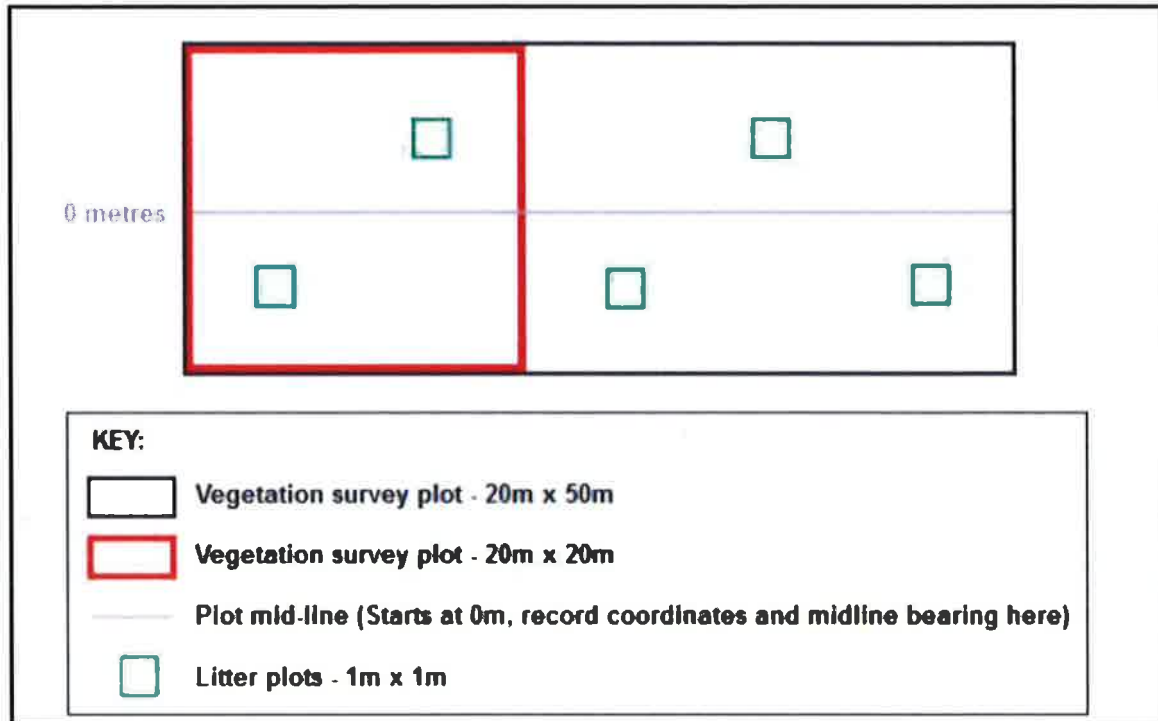 0 metres
KEY:
Vegetation survey plot - 20m x 50m
Vegetation survey plot - 20m x 20m
Plot mid-line (Starts at 0m, record coordinates and midline bearing here)
Litter plots - 1m x 1m